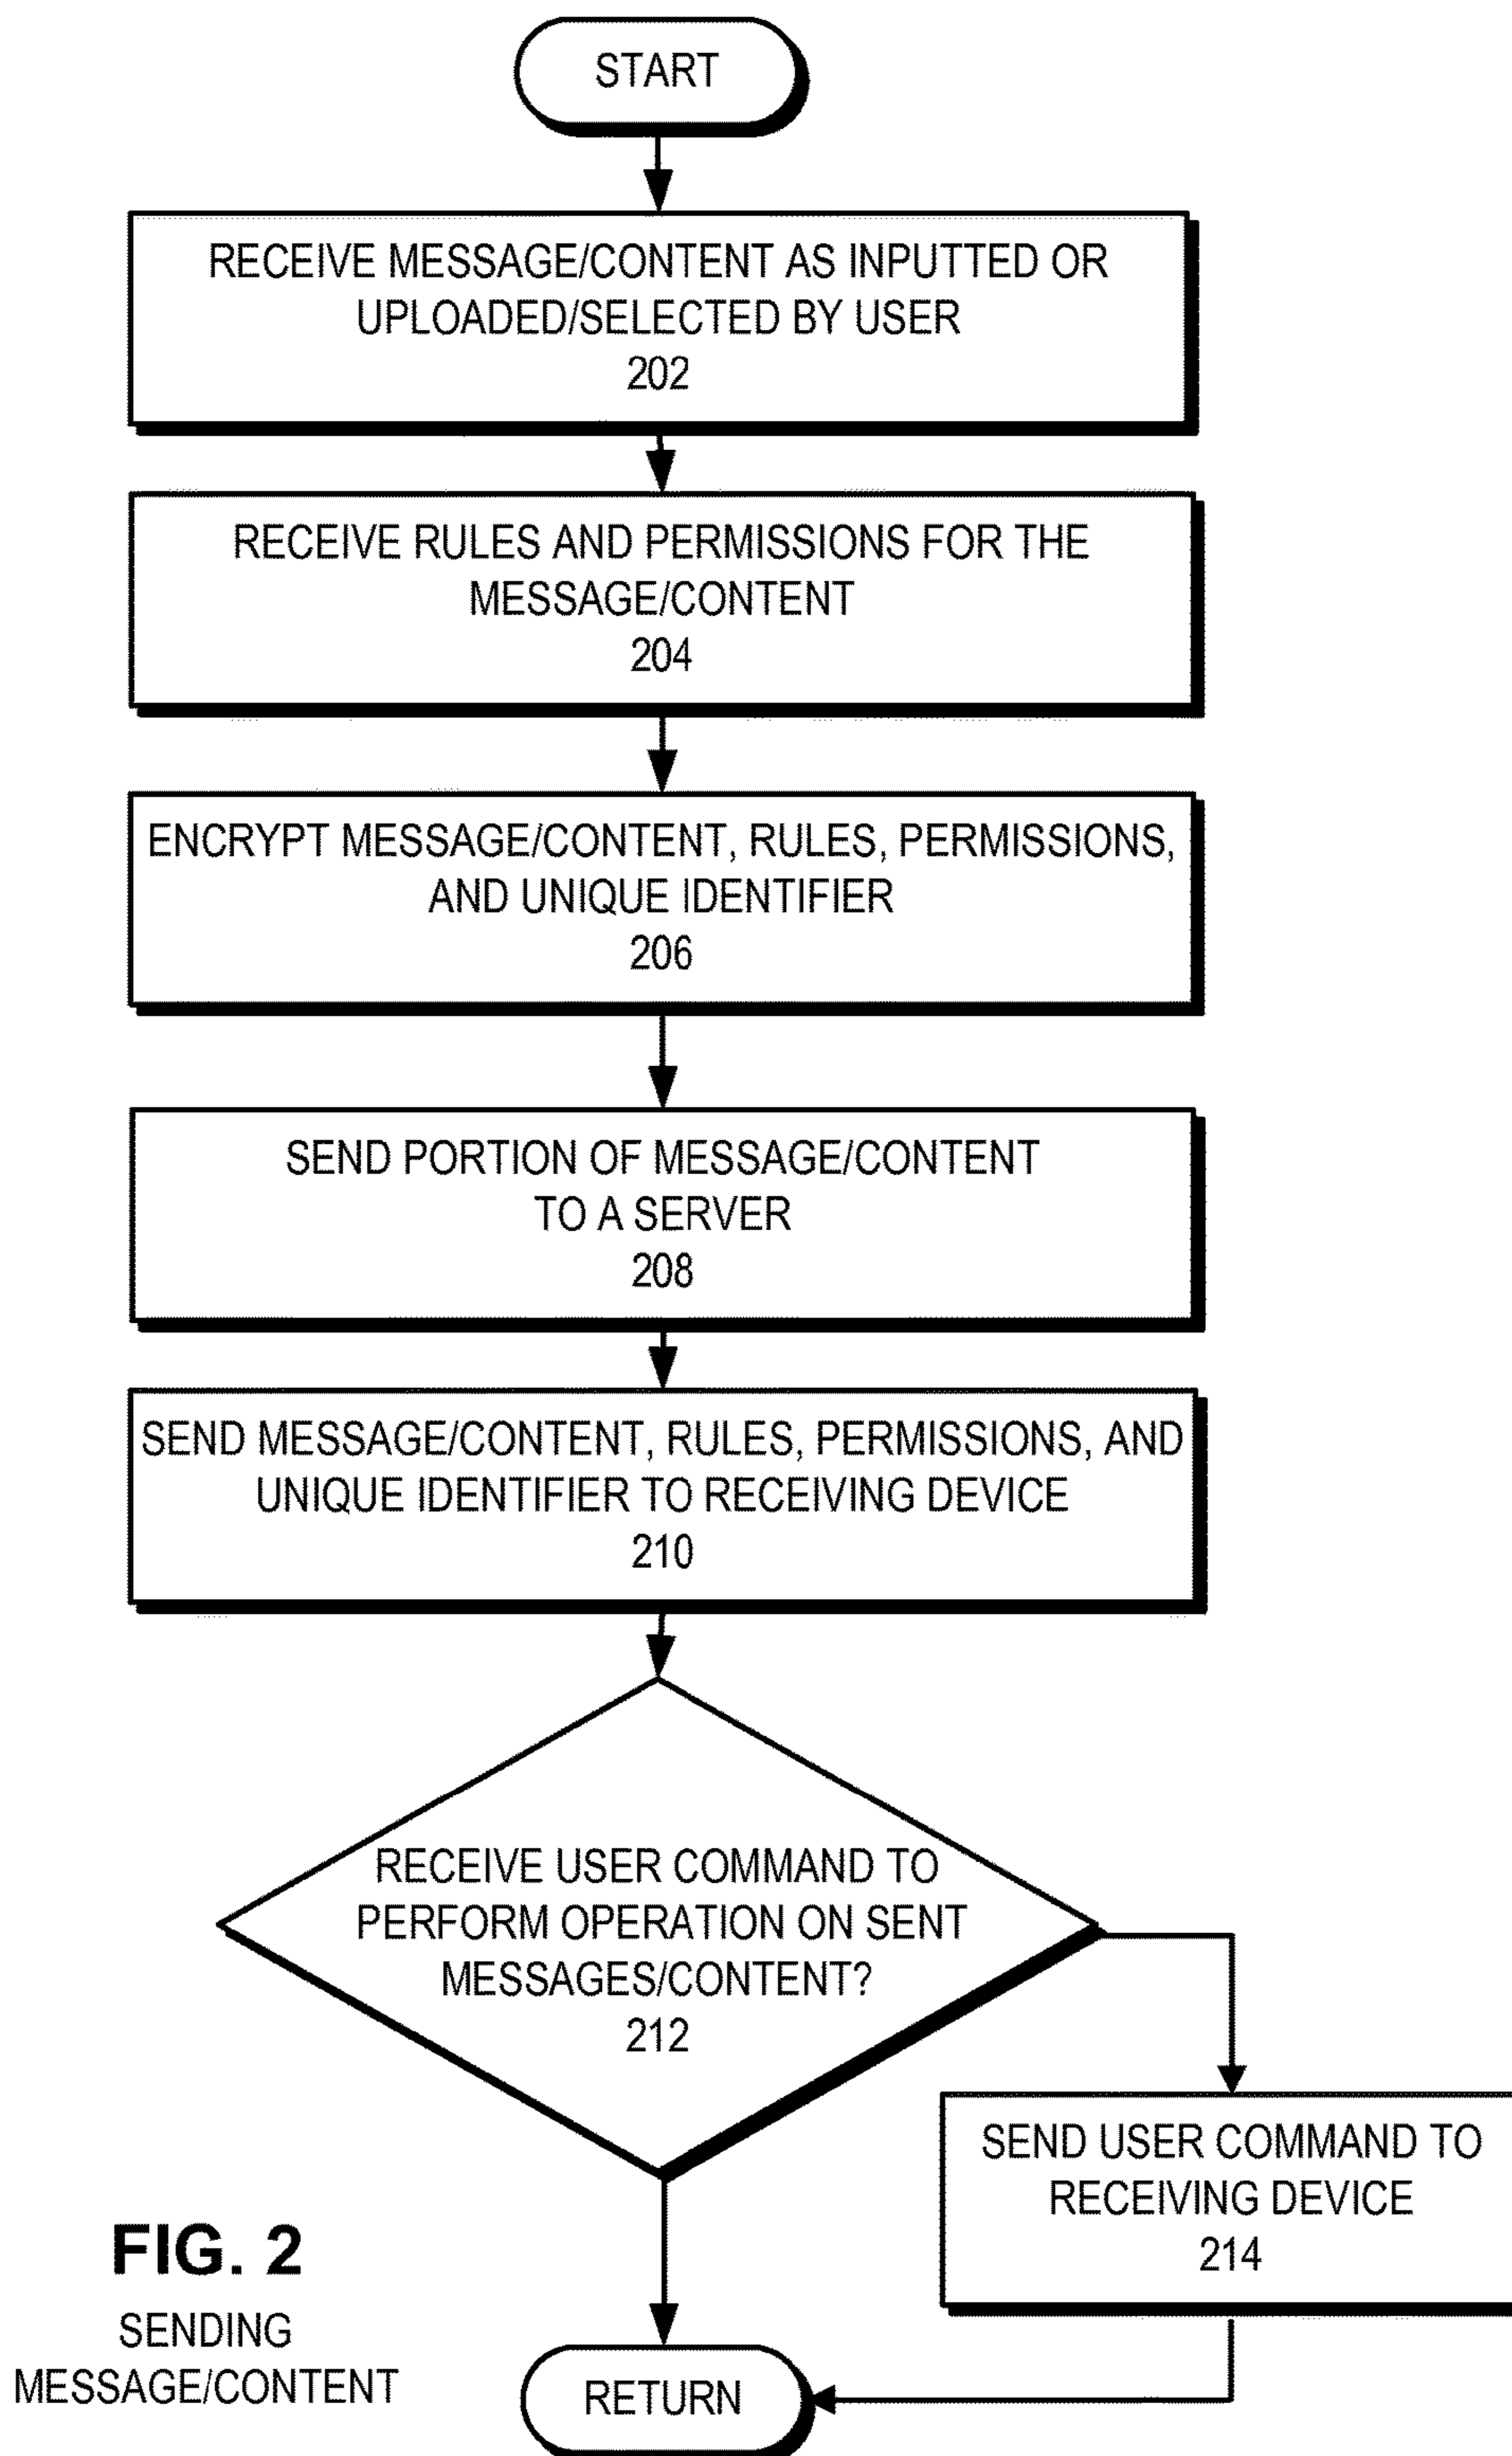 START
RECEIVE MESSAGE/CONTENT AS INPUTTED OR
UPLOADED/SELECTED BY USER
202
RECEIVE RULES AND PERMISSIONS FOR THE
MESSAGE/CONTENT
204
ENCRYPT MESSAGE/CONTENT, RULES, PERMISSIONS,
AND UNIQUE IDENTIFIER
206
SEND PORTION OF MESSAGE/CONTENT
TO A SERVER
208
SEND MESSAGE/CONTENT, RULES, PERMISSIONS, AND
UNIQUE IDENTIFIER TO RECEIVING DEVICE
210
RECEIVE USER COMMAND TO
PERFORM OPERATION ON SENT
MESSAGES/CONTENT?
212
SEND USER COMMAND TO
RECEIVING DEVICE
214
RETURN
FIG. 2
SENDING
MESSAGE/CONTENT